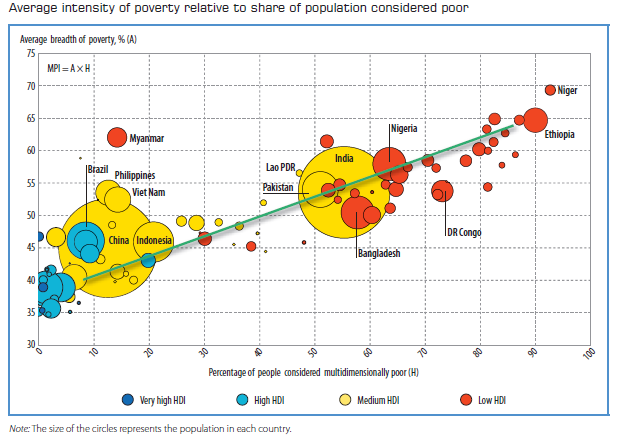 Average intensity of poverty relative to share of population considered poor
Average breadth of poverty, % (A)
75
MPI = A × H
70
Niger
65
Ethiopia
Myanmar
Nigeria
60
India
Lao PDR
Brazil
Philippines
55
Pakistan
Viet Nam
50
DR Congo
China
Indonesia
Bangladesh
45
40
35
30
0
10
20
30
40
50
60
70
80
90
100
Percentage of people considered multidimensionally poor (H)
Very high HDI
High HDI
Medium HDI
Low HDI
Note: The size of the circles represents the population in each country.